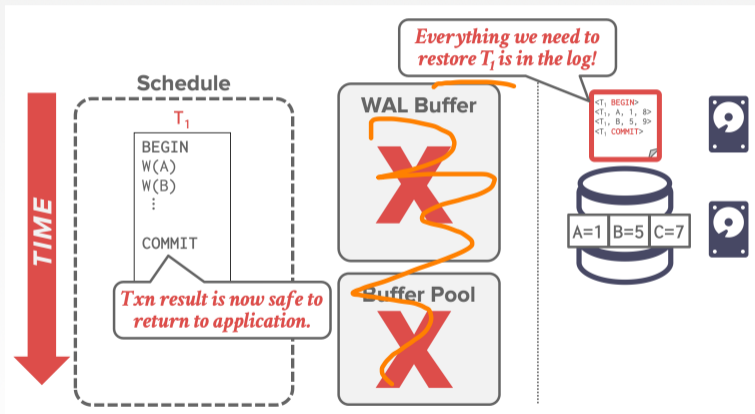 Everything we need to
restore T₁ is in the log!
Schedule
TIME
T₁
BEGIN
W(A)
W(B)
⋮
COMMIT
Txn result is now safe to
return to application.
WAL Buffer
X
Buffer Pool
X
<T₁ BEGIN>
<T₁, A, 1, 8>
<T₁, B, 5, 9>
<T₁ COMMIT>
A=1 B=5 C=7